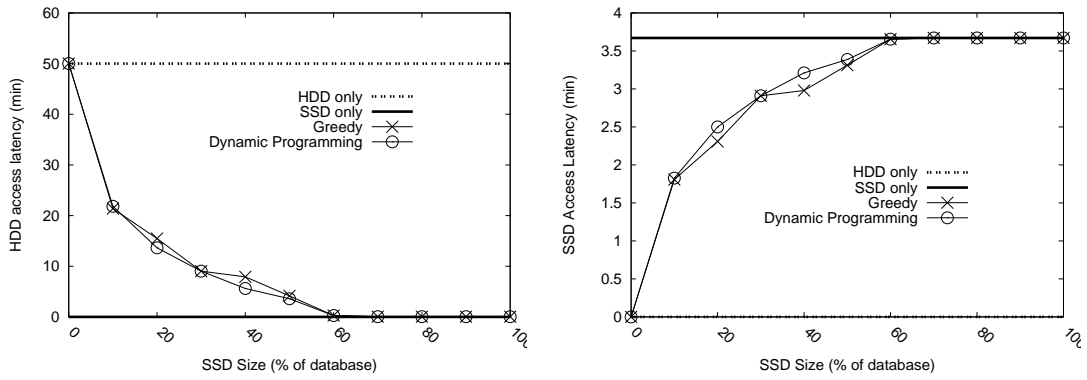 60
50
40
30
20
10
0
0
20
40
60
80
100
HDD access latency (min)
SSD Size (% of database)
HDD only
SSD only
Greedy
Dynamic Programming
4
3.5
3
2.5
2
1.5
1
0.5
0
0
20
40
60
80
100
SSD Access Latency (min)
SSD Size (% of database)
HDD only
SSD only
Greedy
Dynamic Programming